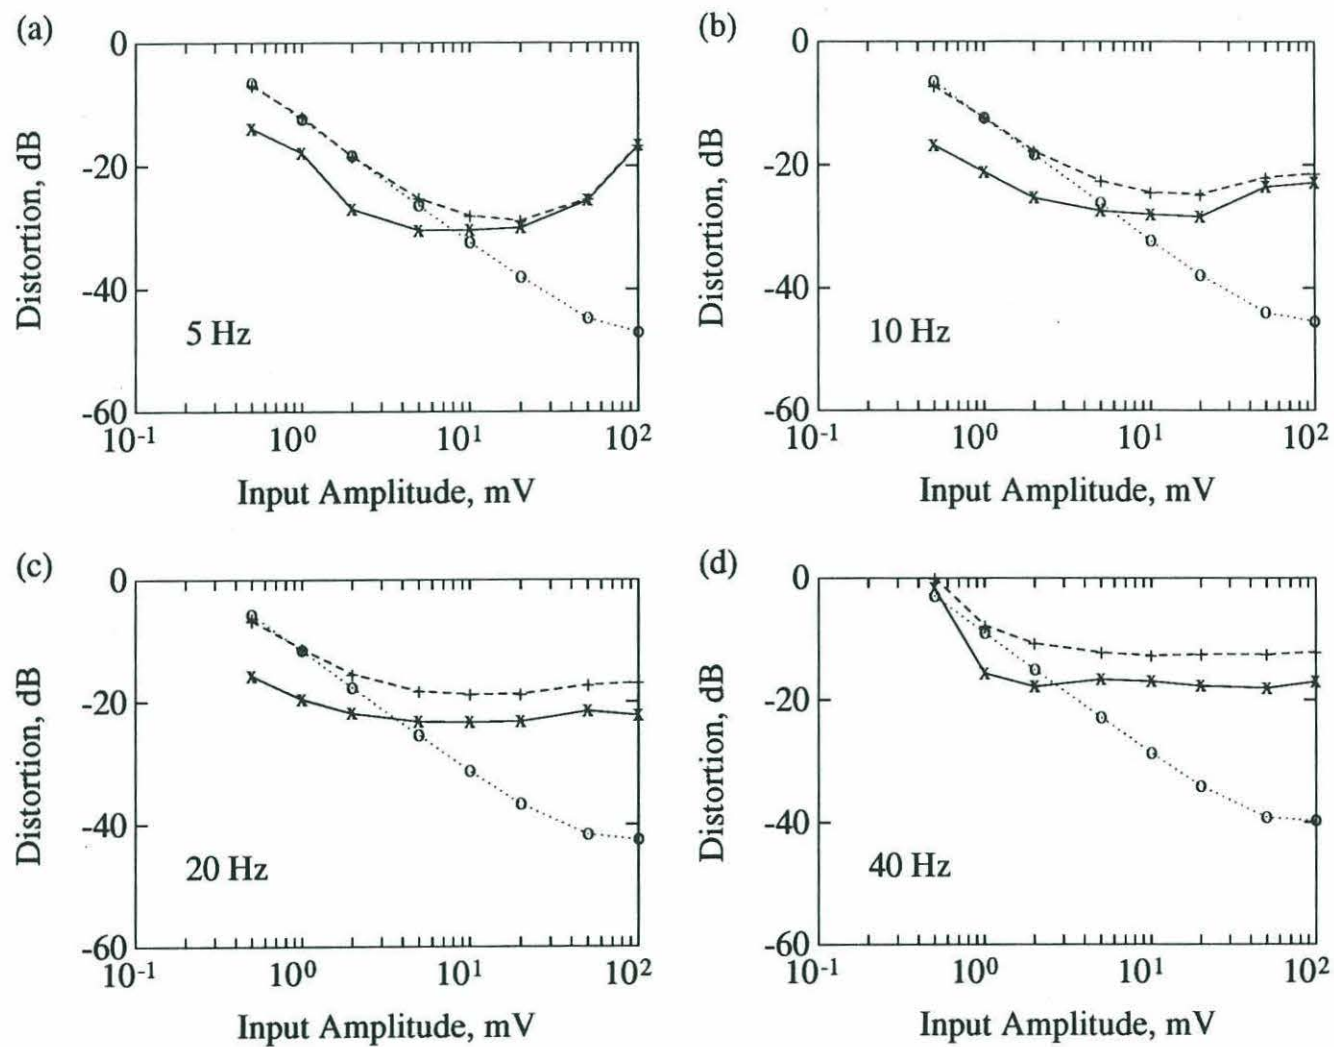 (a)
0
-20
-40
-60
Distortion, dB
5 Hz
10⁻¹ 10⁰ 10¹ 10²
Input Amplitude, mV
(b)
0
-20
-40
-60
Distortion, dB
10 Hz
10⁻¹ 10⁰ 10¹ 10²
Input Amplitude, mV
(c)
0
-20
-40
-60
Distortion, dB
20 Hz
10⁻¹ 10⁰ 10¹ 10²
Input Amplitude, mV
(d)
0
-20
-40
-60
Distortion, dB
40 Hz
10⁻¹ 10⁰ 10¹ 10²
Input Amplitude, mV